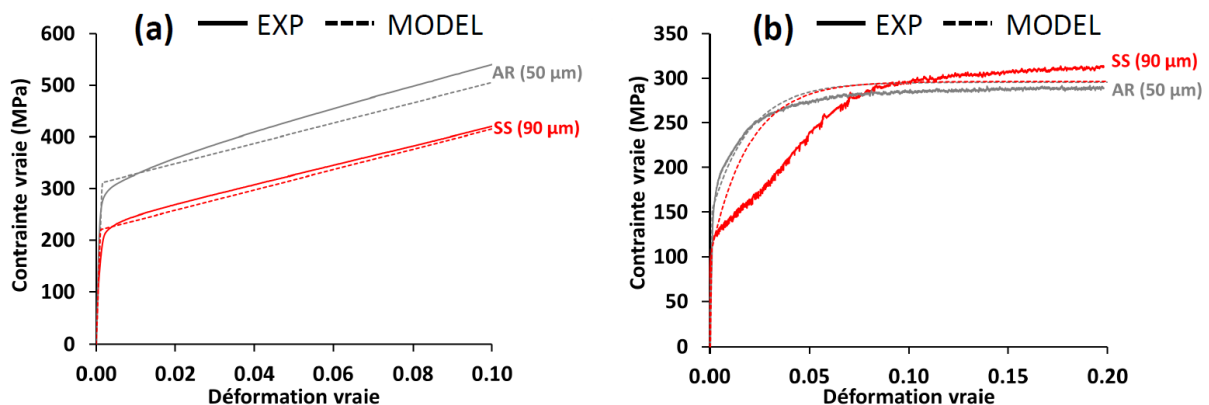 (a) EXP MODEL
Contrainte vraie (MPa)
600
500
400
300
200
100
0
AR (50 µm)
SS (90 µm)
0.00 0.02 0.04 0.06 0.08 0.10
Déformation vraie
(b) EXP MODEL
Contrainte vraie (MPa)
350
300
250
200
150
100
50
0
SS (90 µm)
AR (50 µm)
0.00 0.05 0.10 0.15 0.20
Déformation vraie